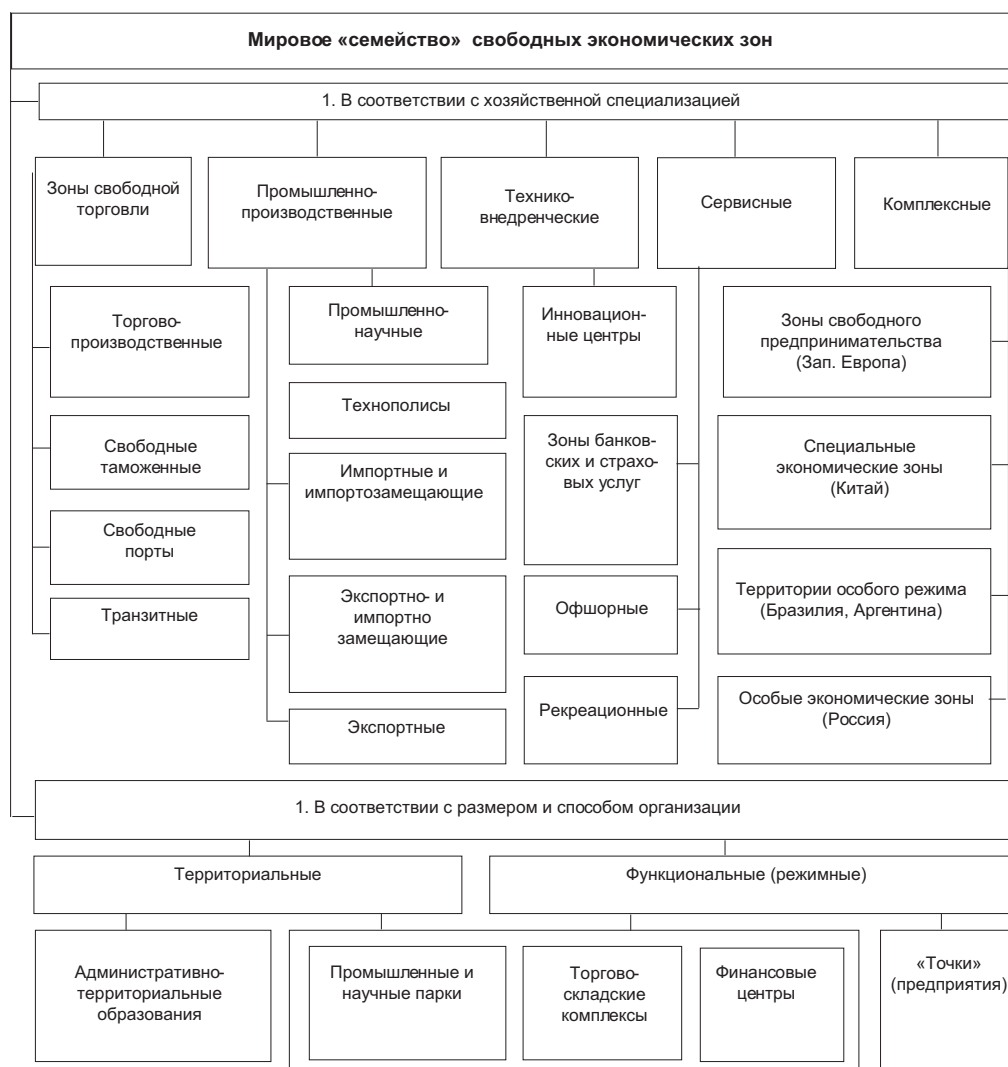 Мировое «семейство» свободных экономических зон
1. В соответствии с хозяйственной специализацией
Зоны свободной
торговли
Промышленно-
производственные
Технико-
внедренческие
Сервисные
Комплексные
Торгово-
производственные
Свободные
таможенные
Свободные
порты
Транзитные
Промышленно-
научные
Технополисы
Импортные и
импортозамещающие
Экспортно- и
импортно
замещающие
Экспортные
Инновацион-
ные центры
Зоны банков-
ских и страхо-
вых услуг
Офшорные
Рекреационные
Зоны свободного
предпринимательства
(Зап. Европа)
Специальные
экономические зоны
(Китай)
Территории особого режима
(Бразилия, Аргентина)
Особые экономические зоны
(Россия)
1. В соответствии с размером и способом организации
Территориальные
Функциональные (режимные)
Административно-
территориальные
образования
Промышленные и
научные парки
Торгово-
складские
комплексы
Финансовые
центры
«Точки»
(предприятия)